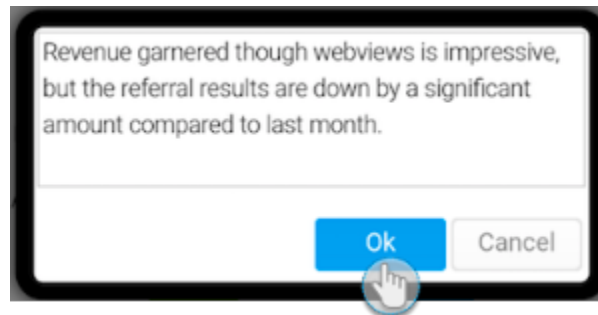 Revenue garnered though webviews is impressive,
but the referral results are down by a significant
amount compared to last month.
Ok
Cancel